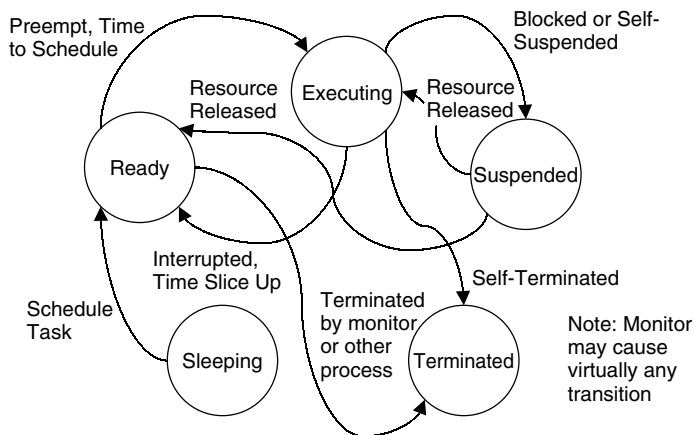 Preempt, Time
to Schedule
Blocked or Self-
Suspended
Executing
Resource
Released
Resource
Released
Ready
Suspended
Interrupted,
Time Slice Up
Self-Terminated
Schedule
Task
Terminated
by monitor
or other
process
Sleeping
Terminated
Note: Monitor
may cause
virtually any
transition